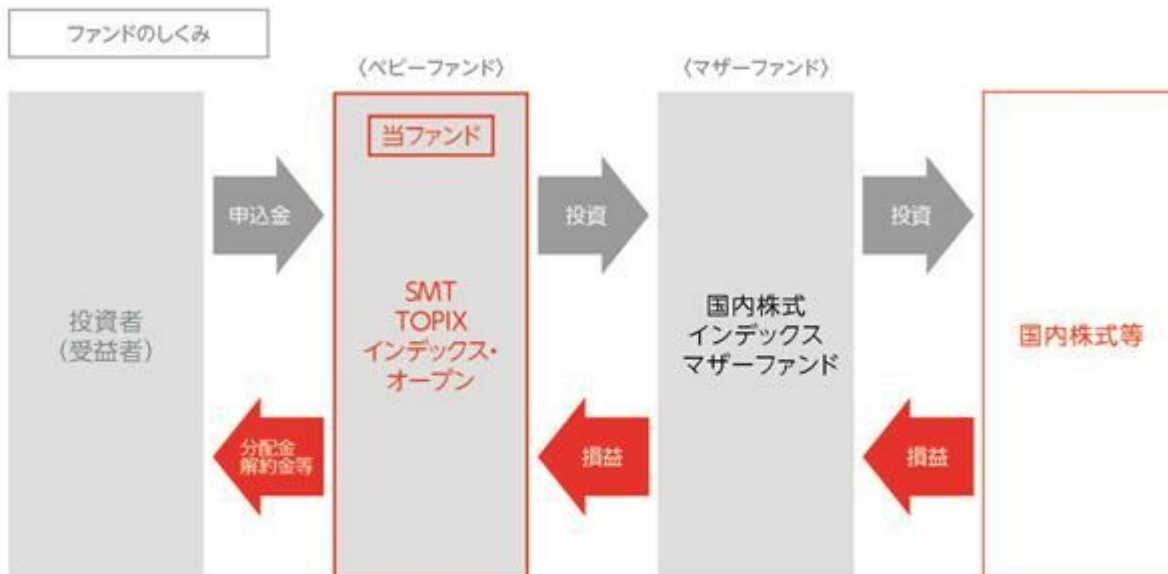 ファンドのしくみ
〈ベビーファンド〉
〈マザーファンド〉
投資者
(受益者)
申込金
分配金
解約金等
当ファンド
SMT
TOPIX
インデックス・
オープン
投資
損益
国内株式
インデックス
マザーファンド
投資
損益
国内株式等